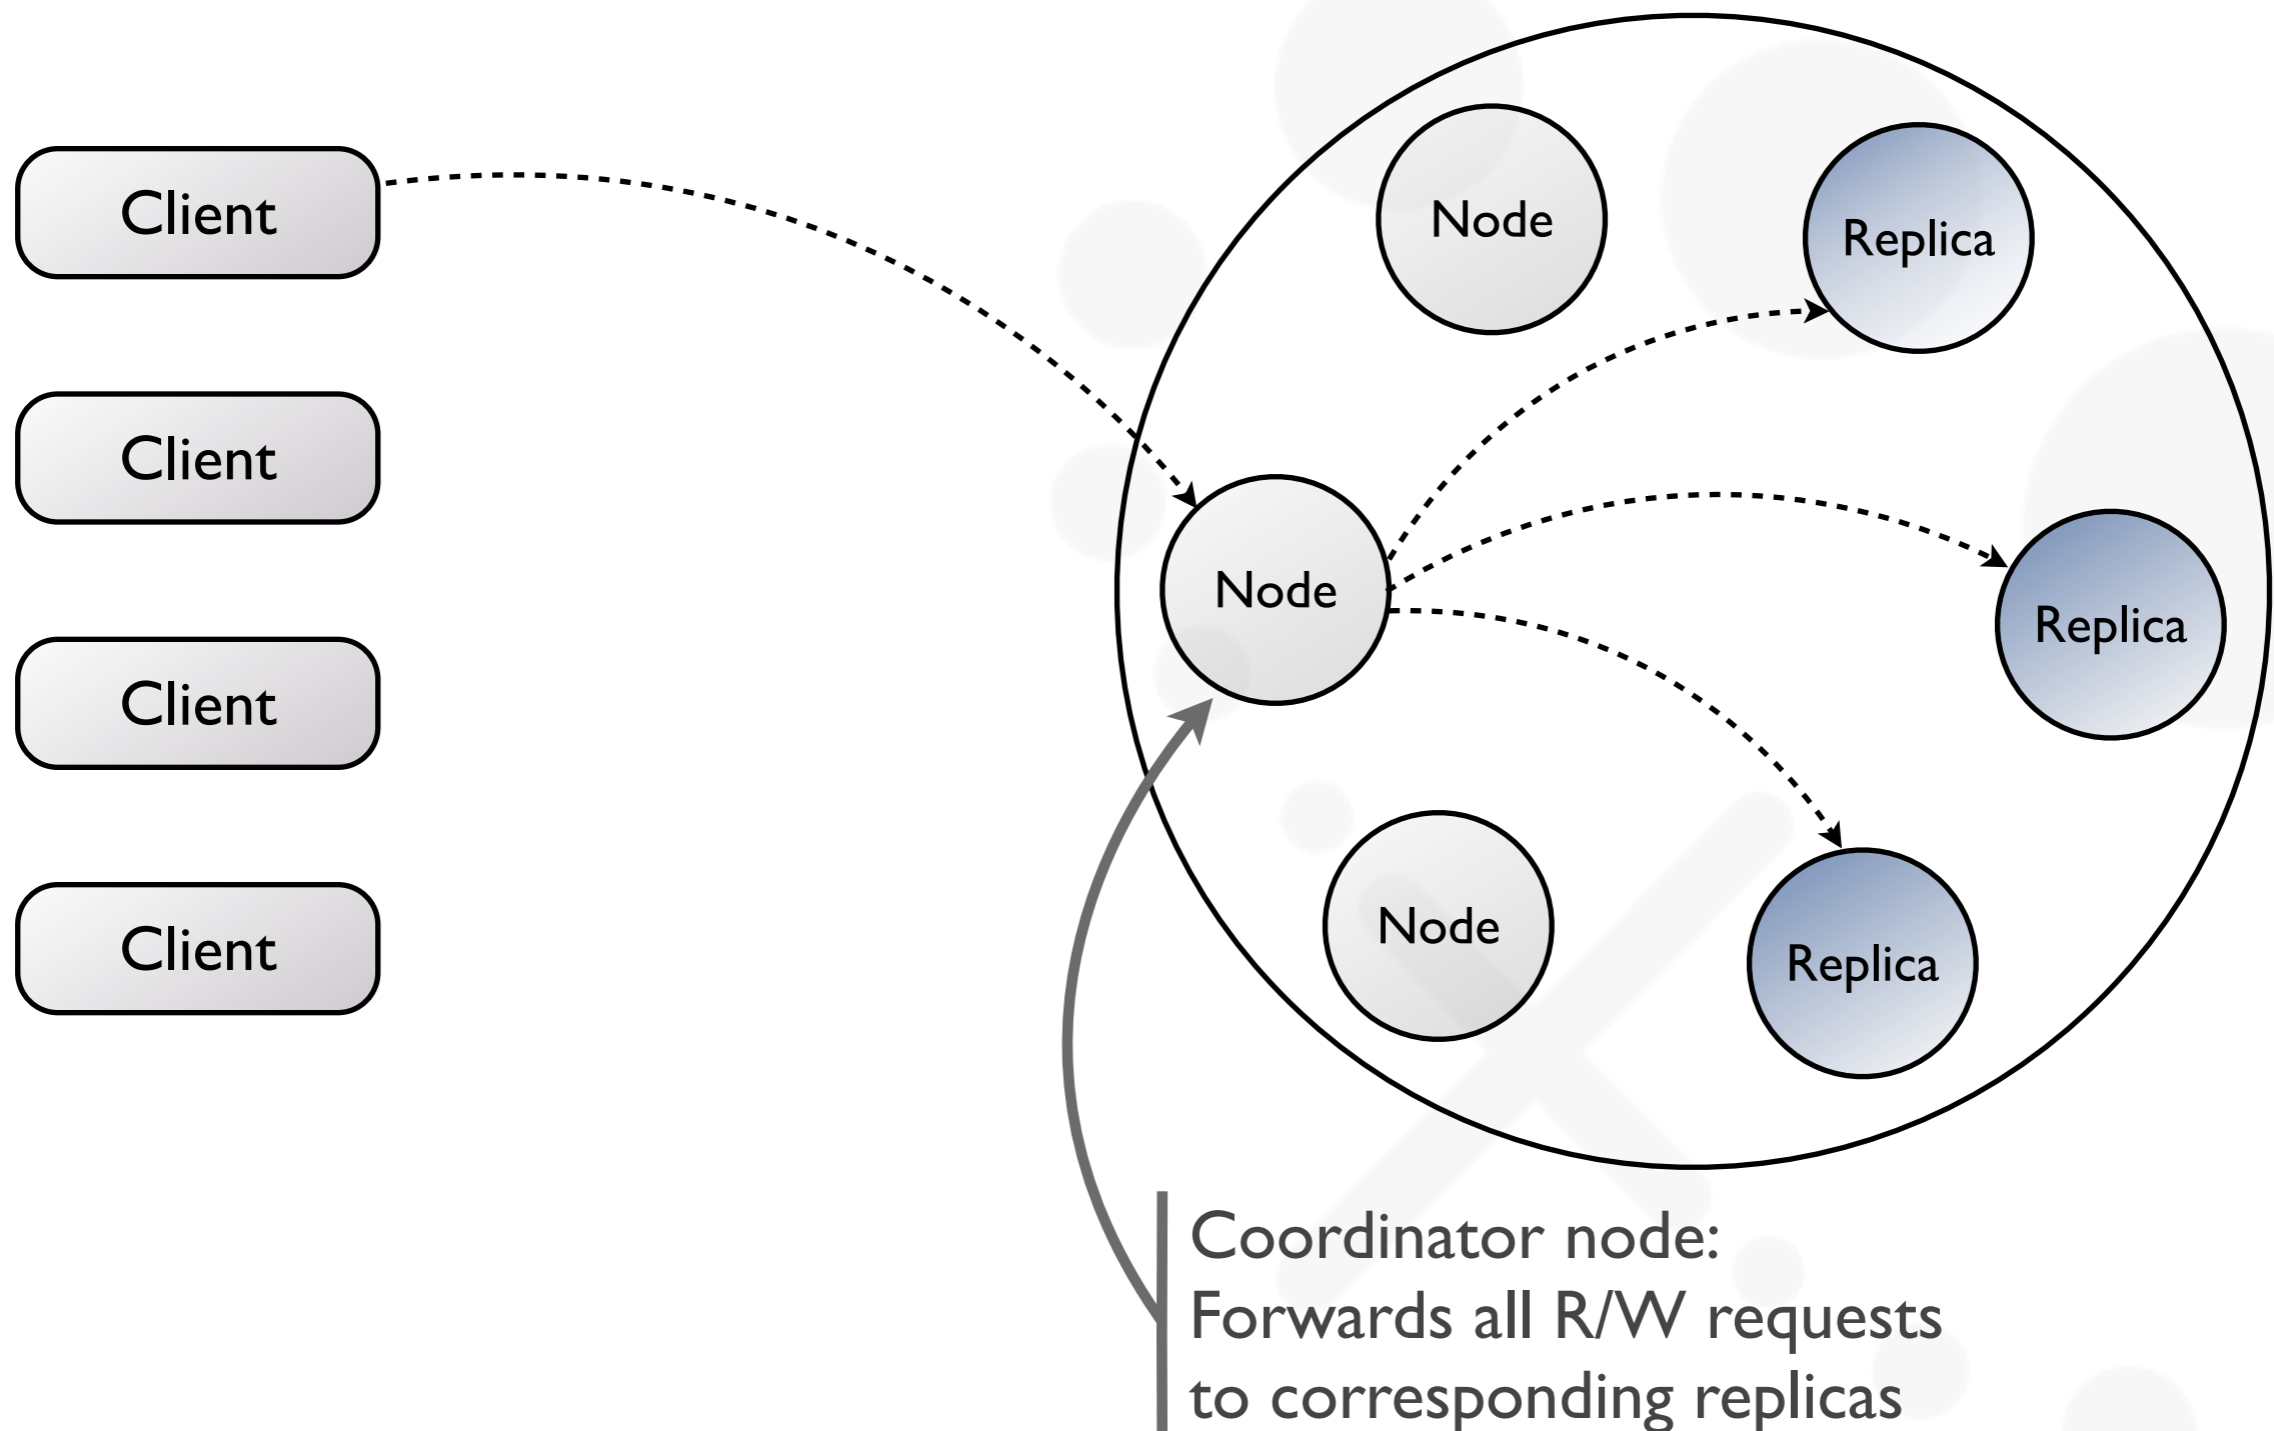 Client
Client
Client
Client
Node
Replica
Node
Replica
Node
Replica
Coordinator node:
Forwards all R/W requests
to corresponding replicas